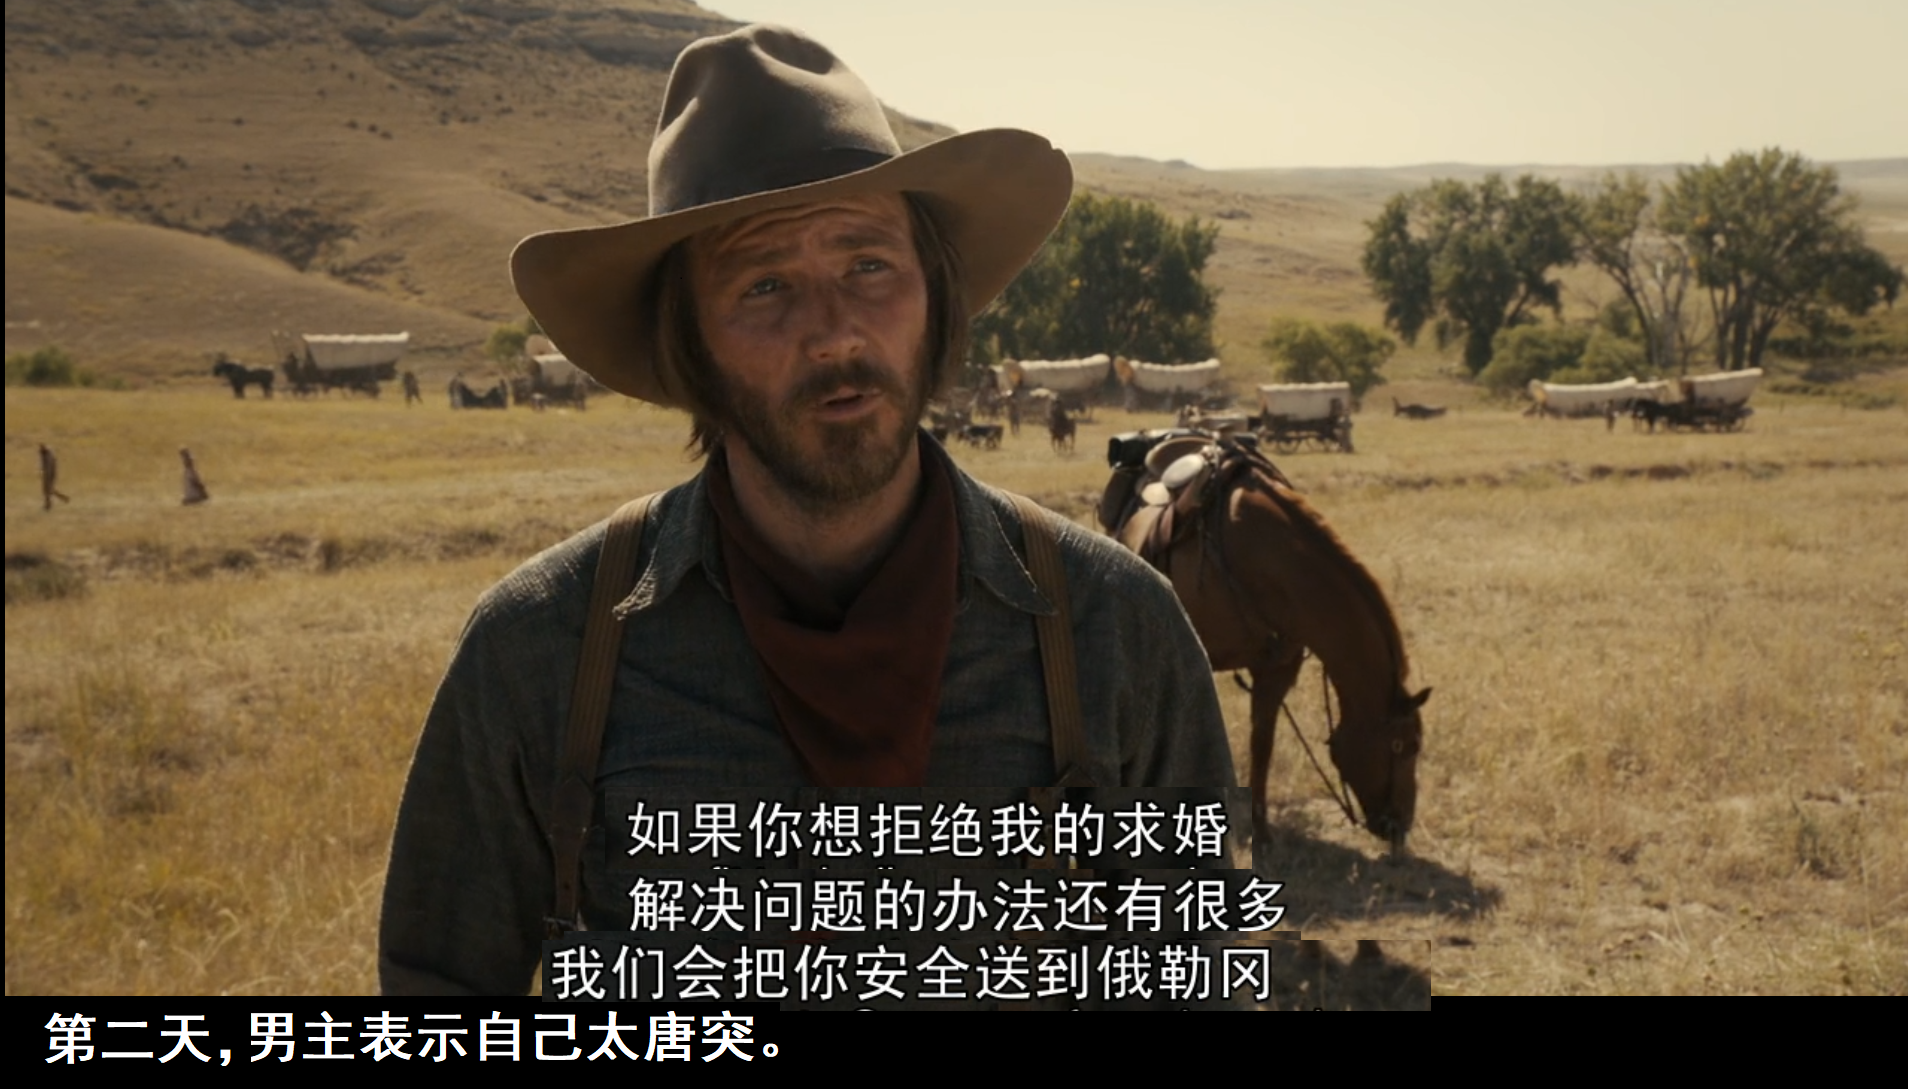 如果你想拒绝我的求婚
解决问题的办法还有很多
我们会把你安全送到俄勒冈
第二天,男主表示自己太唐突。